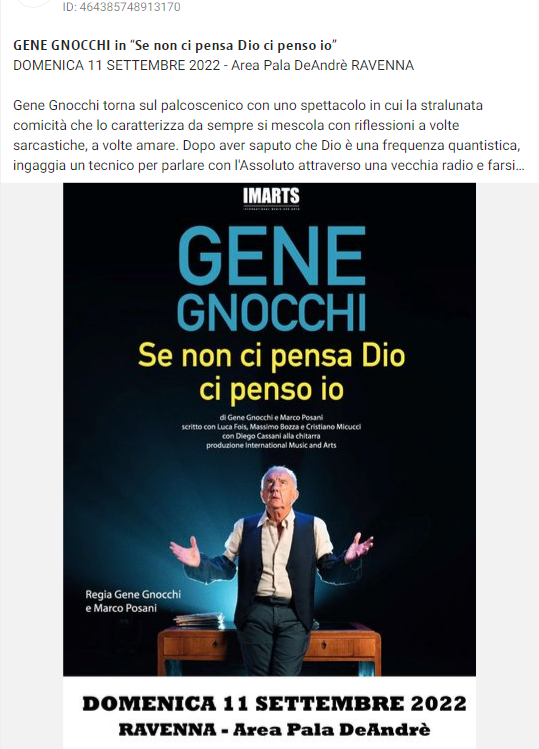 ID: 464385748913170
GENE GNOCCHI in “Se non ci pensa Dio ci penso io”
DOMENICA 11 SETTEMBRE 2022 - Area Pala DeAndrè RAVENNA
Gene Gnocchi torna sul palcoscenico con uno spettacolo in cui la stralunata
comicità che lo caratterizza da sempre si mescola con riflessioni a volte
sarcastiche, a volte amare. Dopo aver saputo che Dio è una frequenza quantistica,
ingaggia un tecnico per parlare con l'Assoluto attraverso una vecchia radio e farsi…
IMARTS
INTERNATIONAL MUSIC AND ARTS
GENE
GNOCCHI
Se non ci pensa Dio
ci penso io
di Gene Gnocchi e Marco Posani
scritto con Luca Fois, Massimo Bozza e Cristiano Micucci
con Diego Cassani alla chitarra
produzione International Music and Arts
Regia Gene Gnocchi
e Marco Posani
DOMENICA 11 SETTEMBRE 2022
RAVENNA - Area Pala DeAndrè